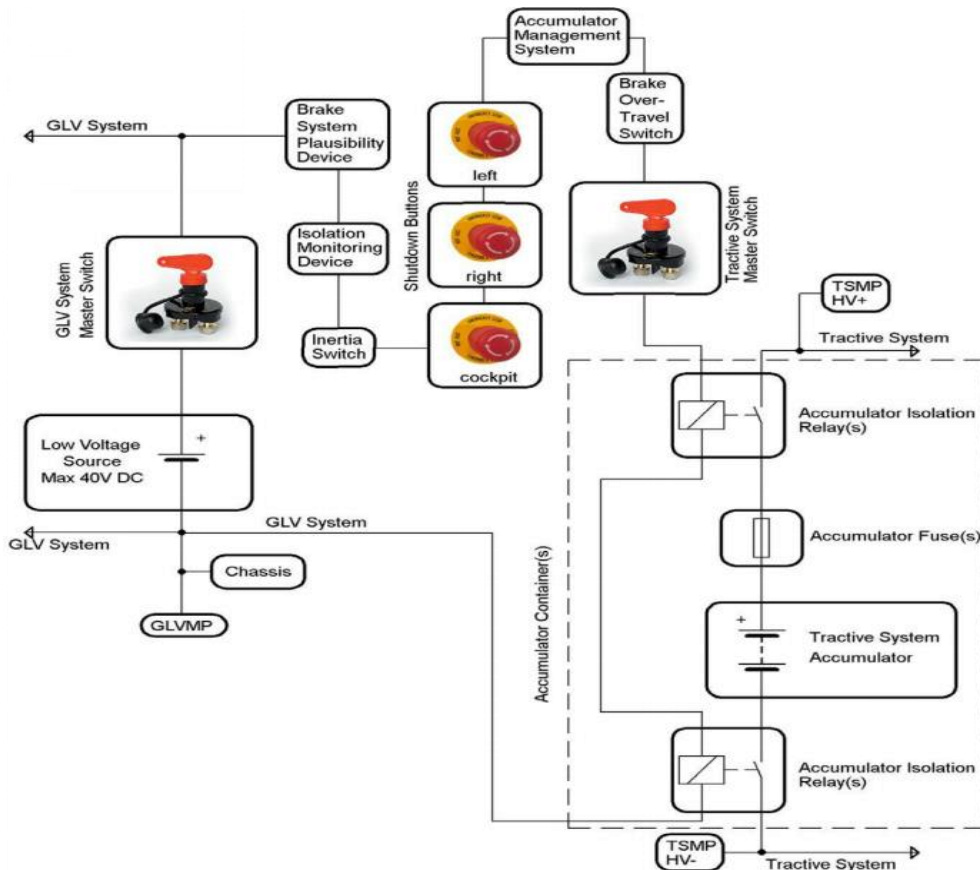 Accumulator
Management
System
GLV System
Brake
System
Plausibility
Device
Brake
Over-
Travel
Switch
left
Shutdown Buttons
Isolation
Monitoring
Device
right
Tractive System
Master Switch
GLV System
Master Switch
Inertia
Switch
cockpit
TSMP
HV+
Tractive System
Accumulator Isolation
Relay(s)
Low Voltage
Source
Max 40V DC
+
GLV System
GLV System
Chassis
GLVMP
Accumulator Container(s)
Accumulator Fuse(s)
+
Tractive System
Accumulator
Accumulator Isolation
Relay(s)
TSMP
HV-
Tractive System